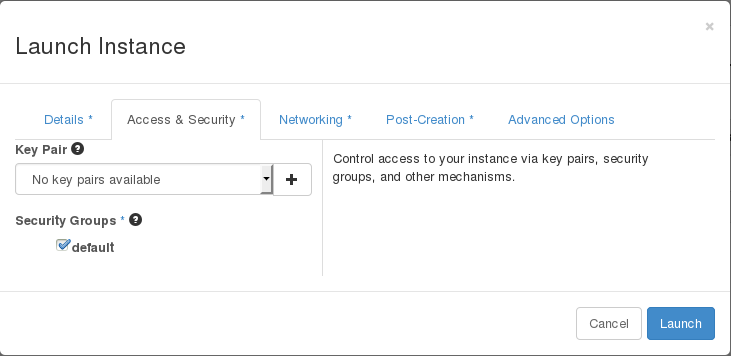 ×
Launch Instance
Details * Access & Security * Networking * Post-Creation * Advanced Options
Key Pair ?
No key pairs available +
Security Groups * ?
default
Control access to your instance via key pairs, security
groups, and other mechanisms.
Cancel Launch